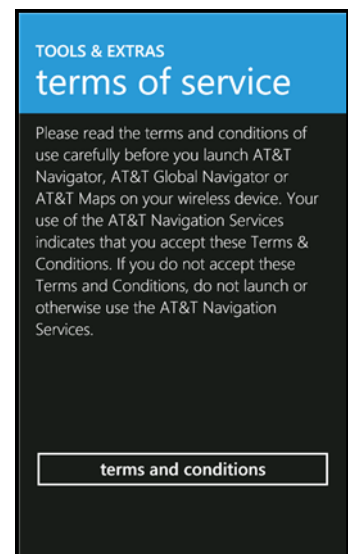 TOOLS & EXTRAS
terms of service
Please read the terms and conditions of
use carefully before you launch AT&T
Navigator, AT&T Global Navigator or
AT&T Maps on your wireless device. Your
use of the AT&T Navigation Services
indicates that you accept these Terms &
Conditions. If you do not accept these
Terms and Conditions, do not launch or
otherwise use the AT&T Navigation
Services.
terms and conditions